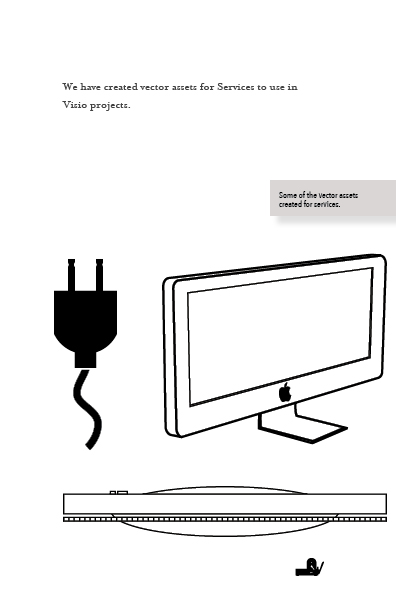 We have created vector assets for Services to use in
Visio projects.
Some of the vector assets
created for services.